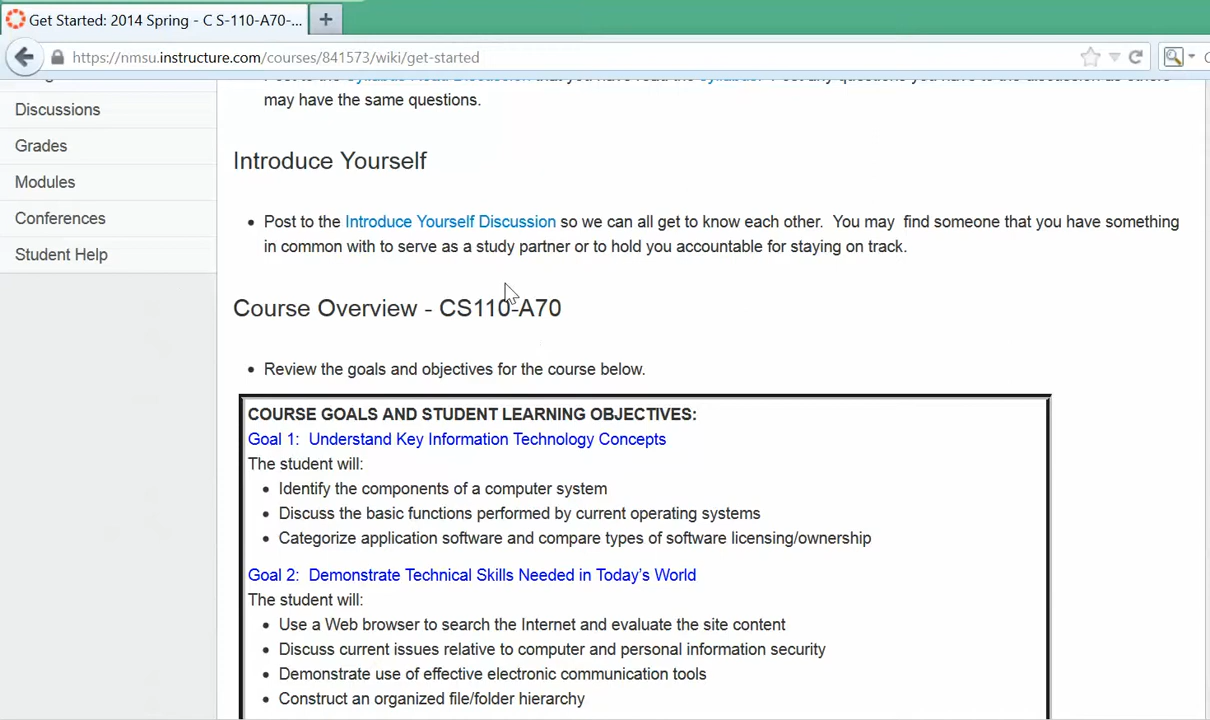 Get Started: 2014 Spring - C S-110-A70-...
https://nmsu.instructure.com/courses/841573/wiki/get-started
Discussions
Grades
Modules
Conferences
Student Help
may have the same questions.
Introduce Yourself
Post to the Introduce Yourself Discussion so we can all get to know each other. You may find someone that you have something
in common with to serve as a study partner or to hold you accountable for staying on track.
Course Overview - CS110-A70
Review the goals and objectives for the course below.
COURSE GOALS AND STUDENT LEARNING OBJECTIVES:
Goal 1: Understand Key Information Technology Concepts
The student will:
Identify the components of a computer system
Discuss the basic functions performed by current operating systems
Categorize application software and compare types of software licensing/ownership
Goal 2: Demonstrate Technical Skills Needed in Today's World
The student will:
Use a Web browser to search the Internet and evaluate the site content
Discuss current issues relative to computer and personal information security
Demonstrate use of effective electronic communication tools
Construct an organized file/folder hierarchy